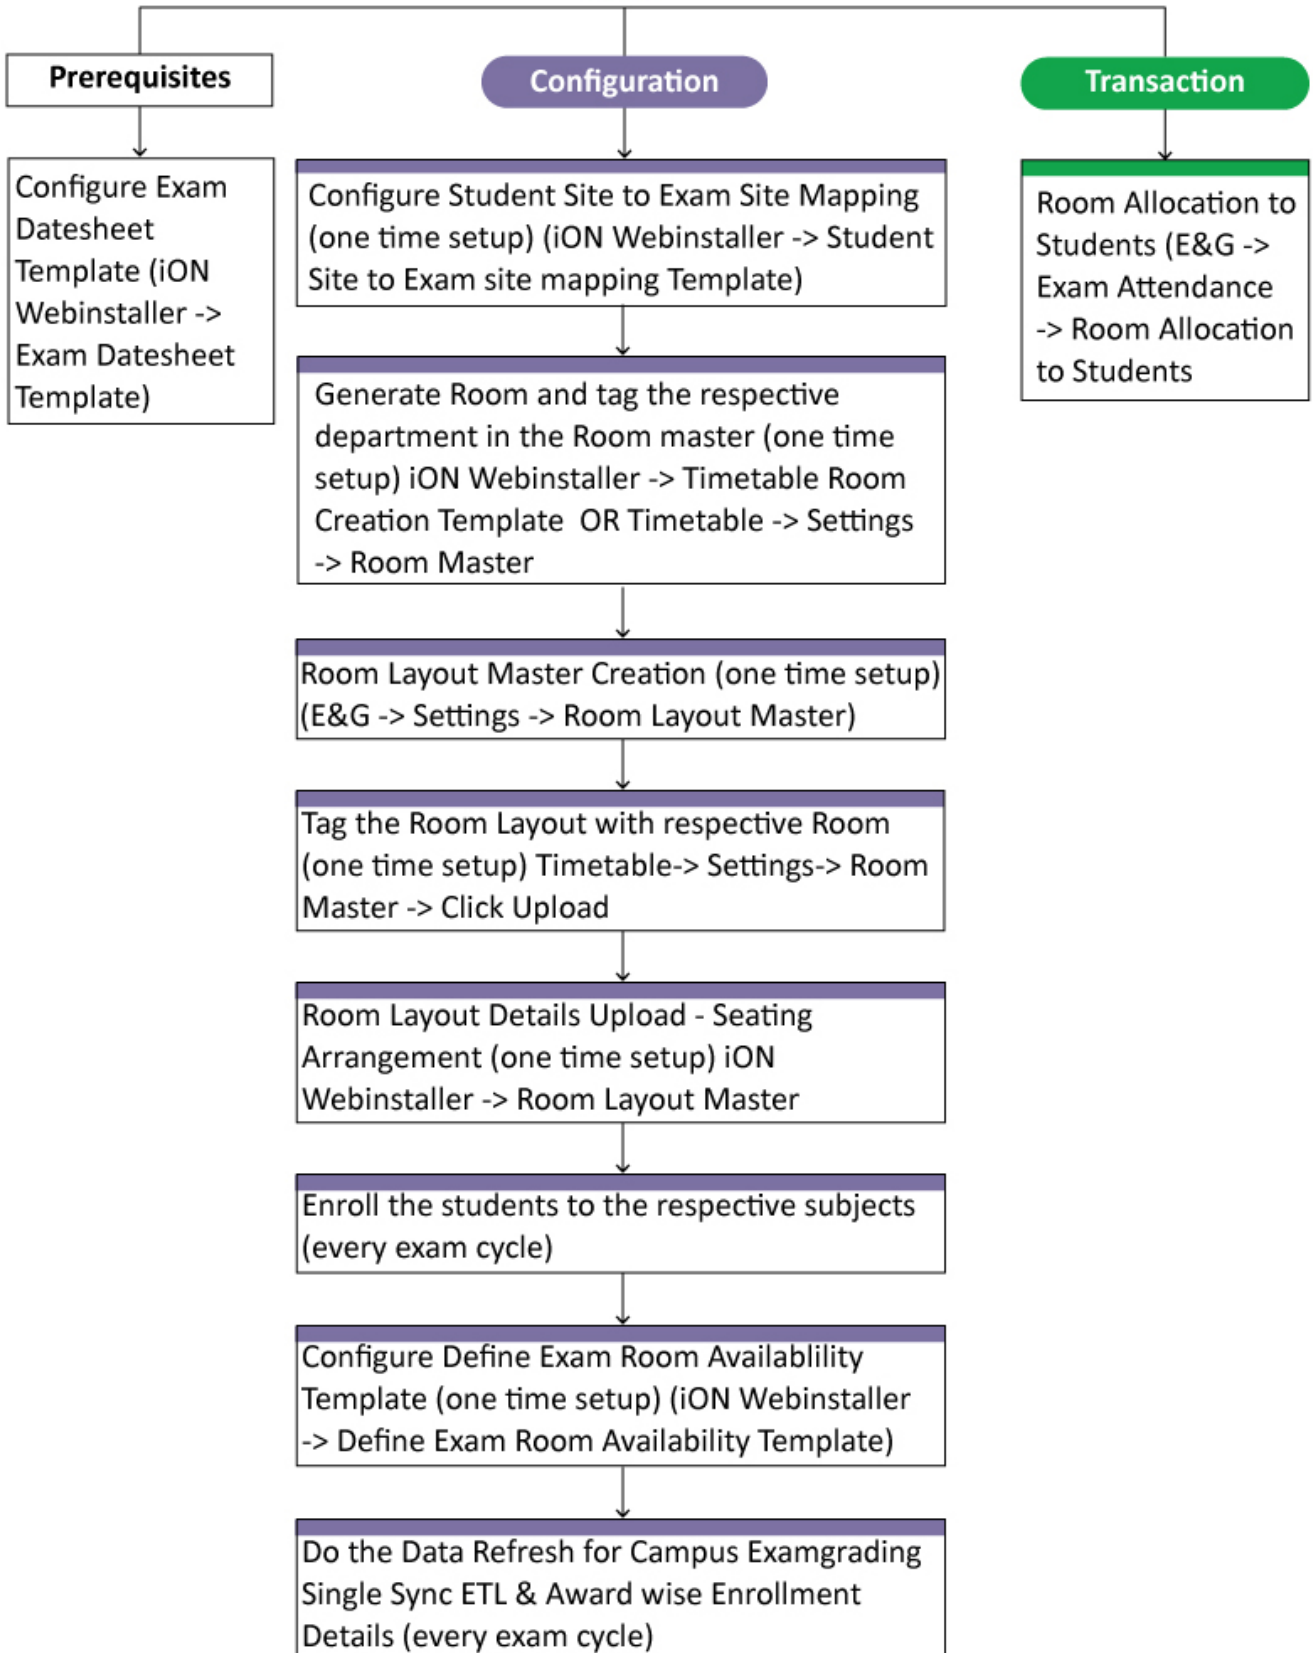 Prerequisites
Configuration
Transaction
Configure Exam
Datesheet
Template (iON
Webinstaller ->
Exam Datesheet
Template)
Configure Student Site to Exam Site Mapping
(one time setup) (iON Webinstaller -> Student
Site to Exam site mapping Template)
Generate Room and tag the respective
department in the Room master (one time
setup) iON Webinstaller -> Timetable Room
Creation Template OR Timetable -> Settings
-> Room Master
Room Layout Master Creation (one time setup)
(E&G -> Settings -> Room Layout Master)
Tag the Room Layout with respective Room
(one time setup) Timetable-> Settings-> Room
Master -> Click Upload
Room Layout Details Upload - Seating
Arrangement (one time setup) iON
Webinstaller -> Room Layout Master
Enroll the students to the respective subjects
(every exam cycle)
Configure Define Exam Room Availablility
Template (one time setup) (iON Webinstaller
-> Define Exam Room Availability Template)
Do the Data Refresh for Campus Examgrading
Single Sync ETL & Award wise Enrollment
Details (every exam cycle)
Room Allocation to
Students (E&G ->
Exam Attendance
-> Room Allocation
to Students